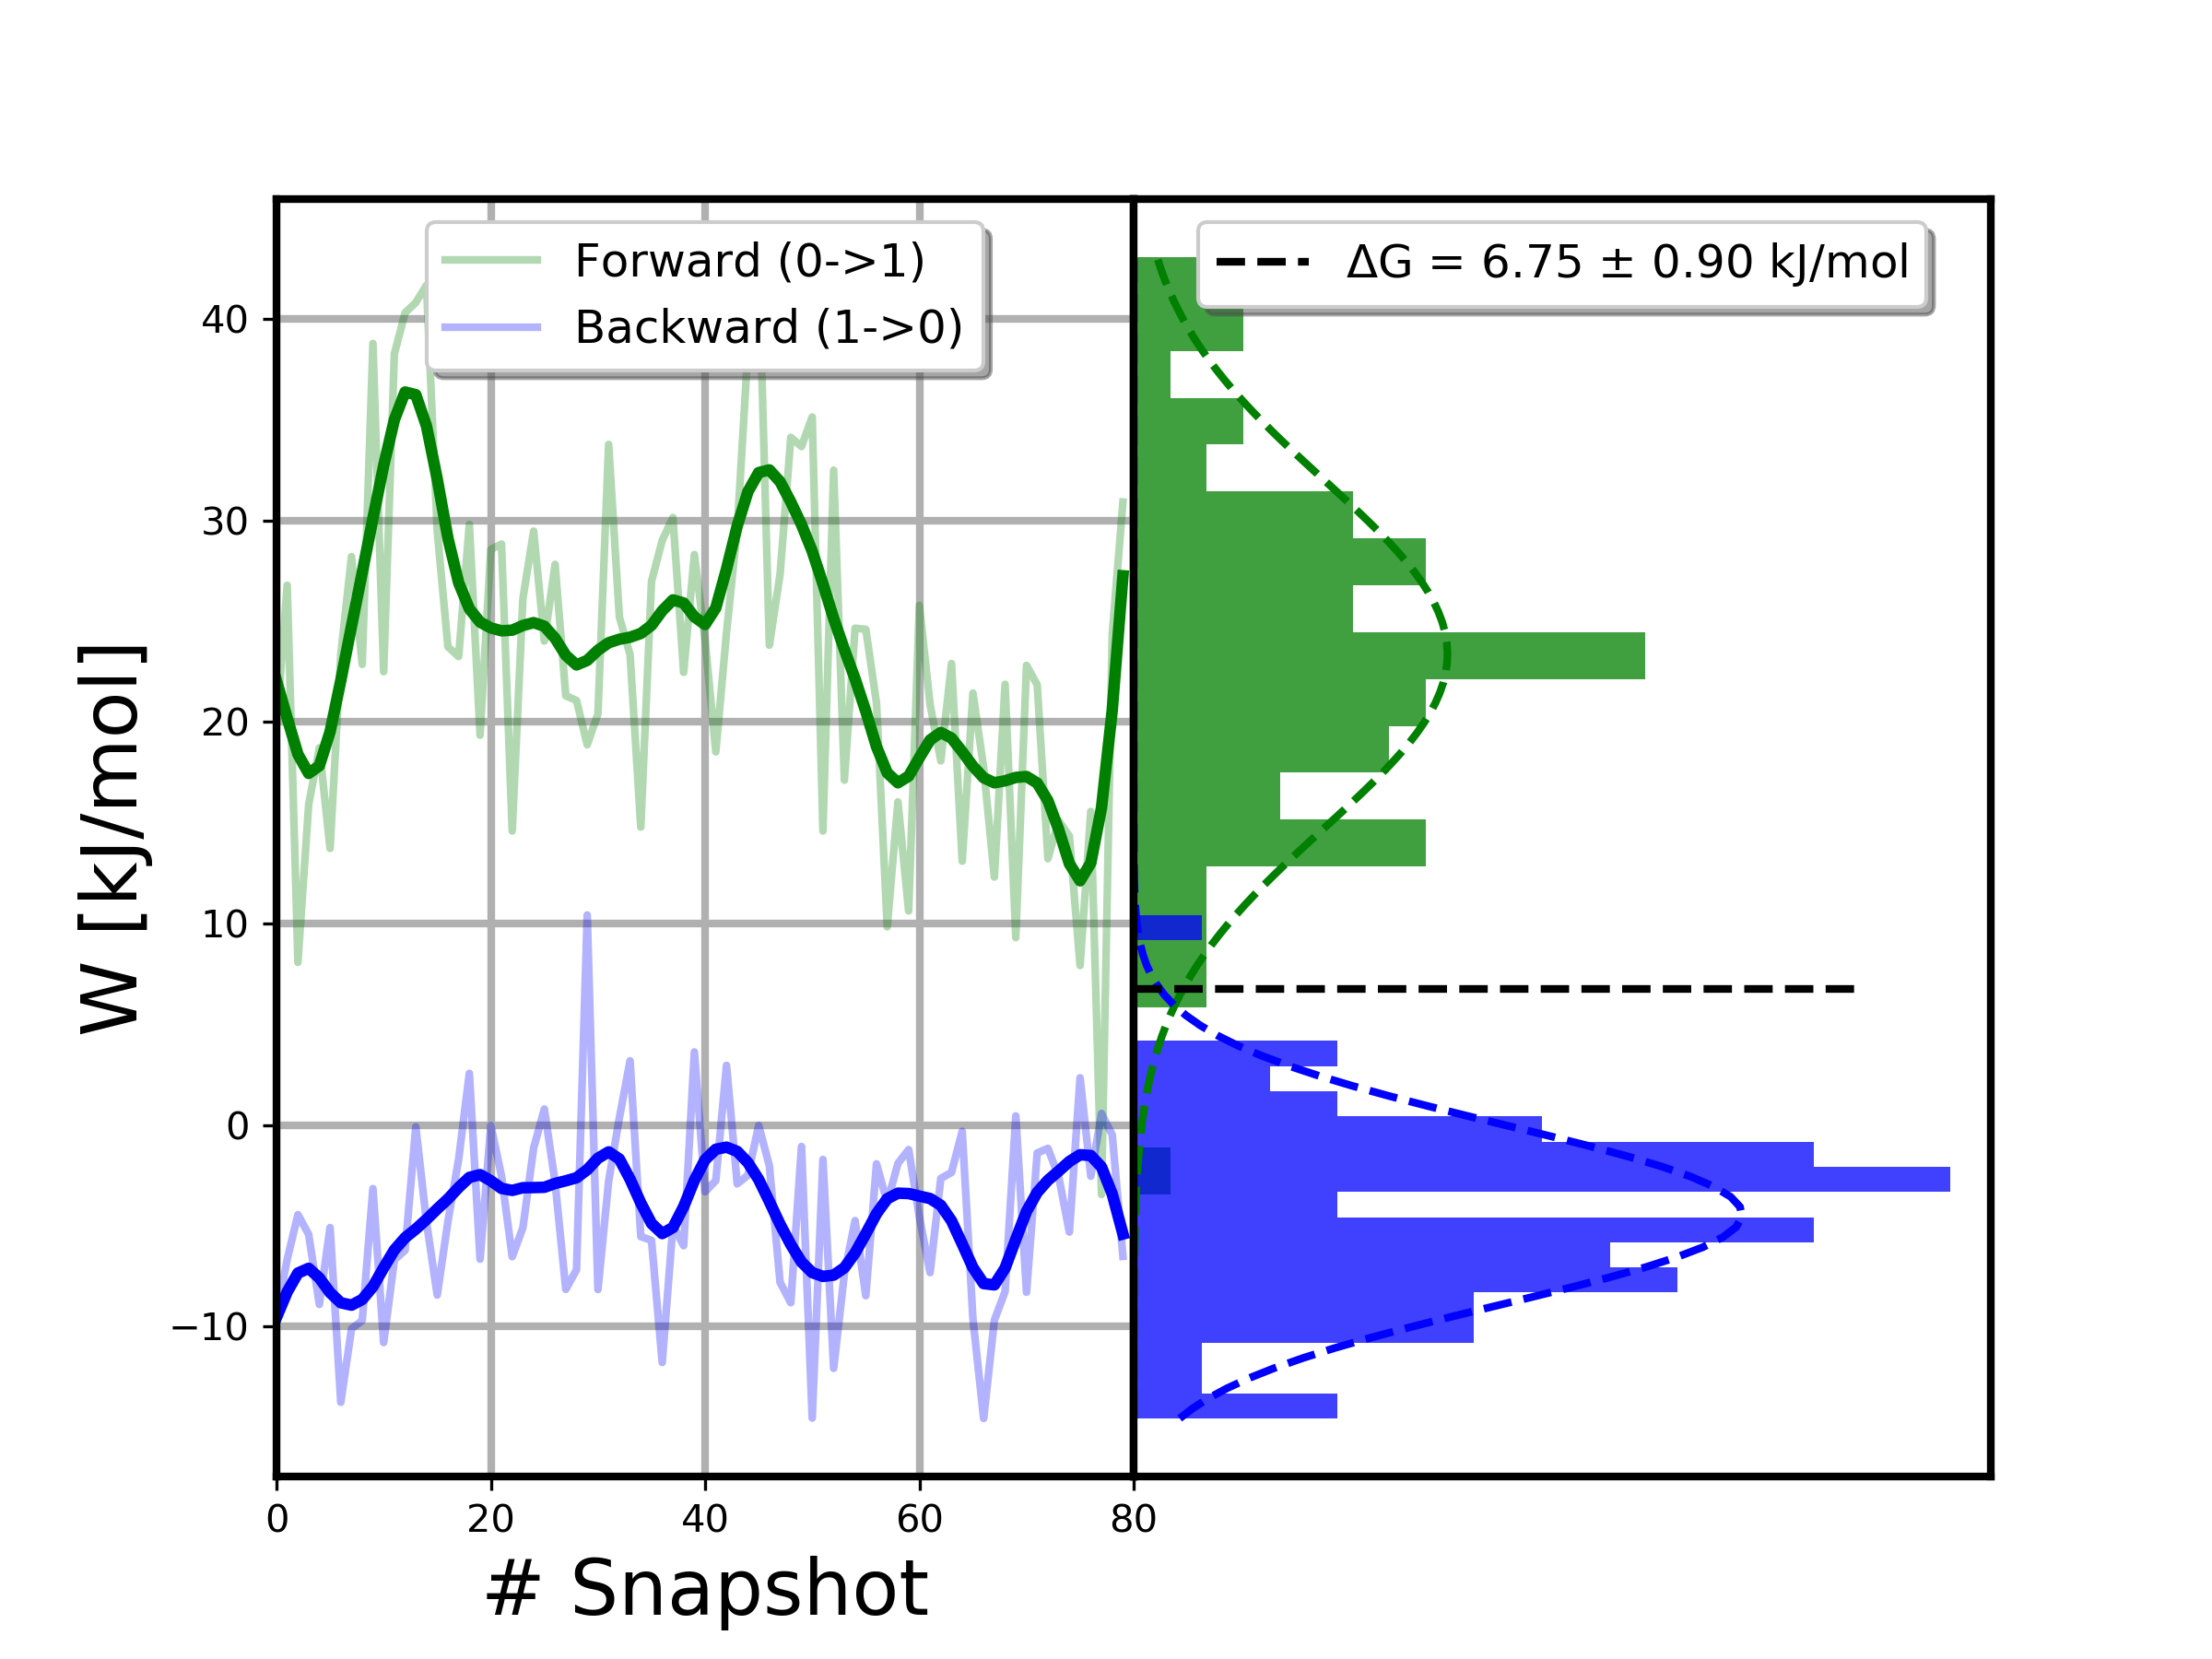 Forward (0->1)
Backward (1->0)
ΔG = 6.75 ± 0.90 kJ/mol
W [kJ/mol]
40
30
20
10
0
−10
0 20 40 60 80
# Snapshot